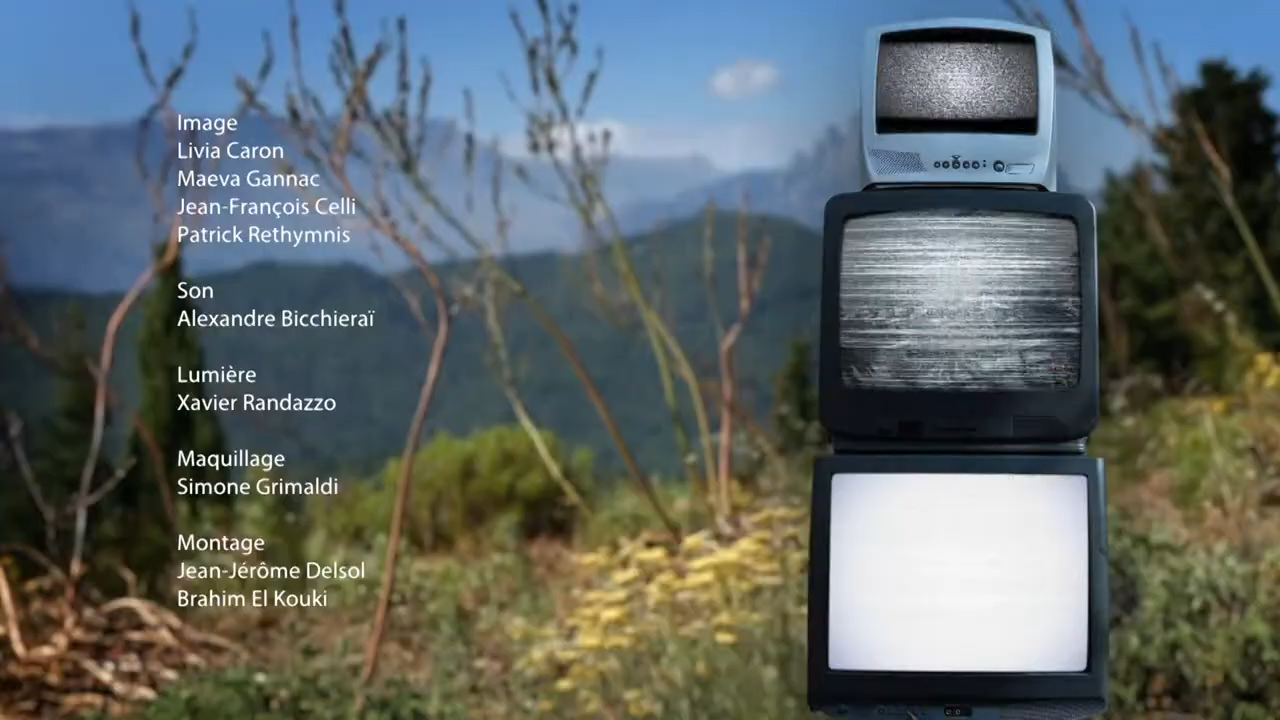 Image
Livia Caron
Maeva Gannac
Jean-François Celli
Patrick Rethymnis
Son
Alexandre Bicchieraï
Lumière
Xavier Randazzo
Maquillage
Simone Grimaldi
Montage
Jean-Jérôme Delsol
Brahim El Kouki